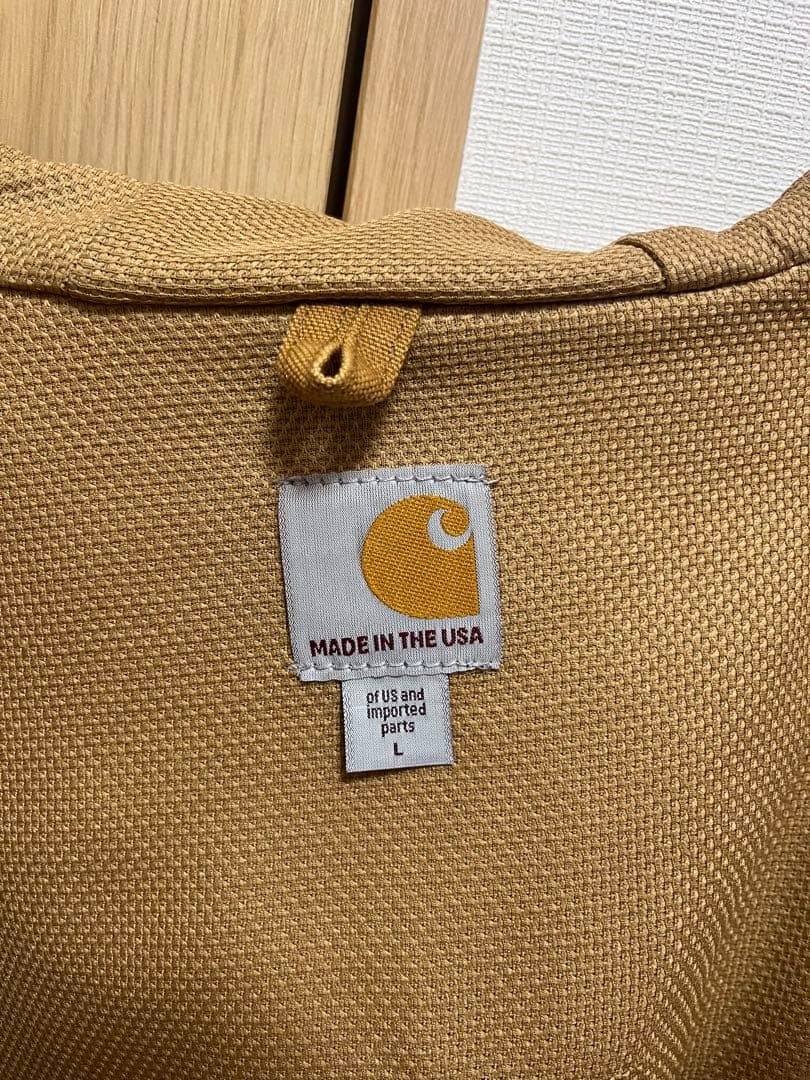 MADE IN THE USA
of US and
imported
parts
L